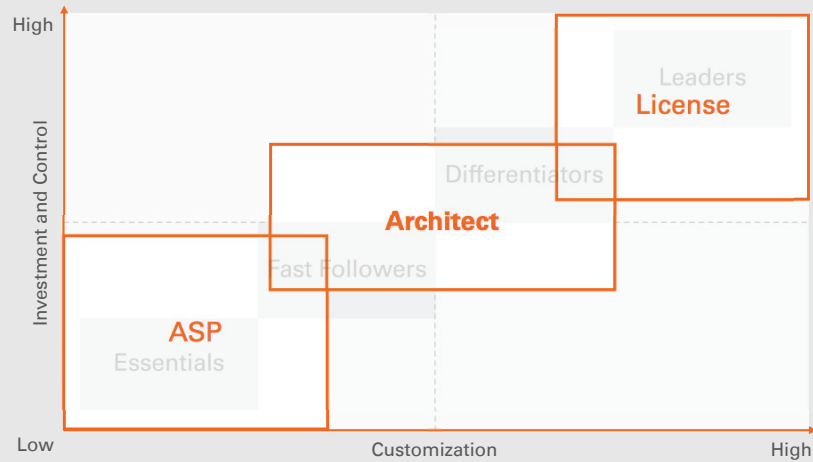 High
Leaders
License
Differentiators
Architect
Fast Followers
ASP
Essentials
Investment and Control
Low
Customization
High